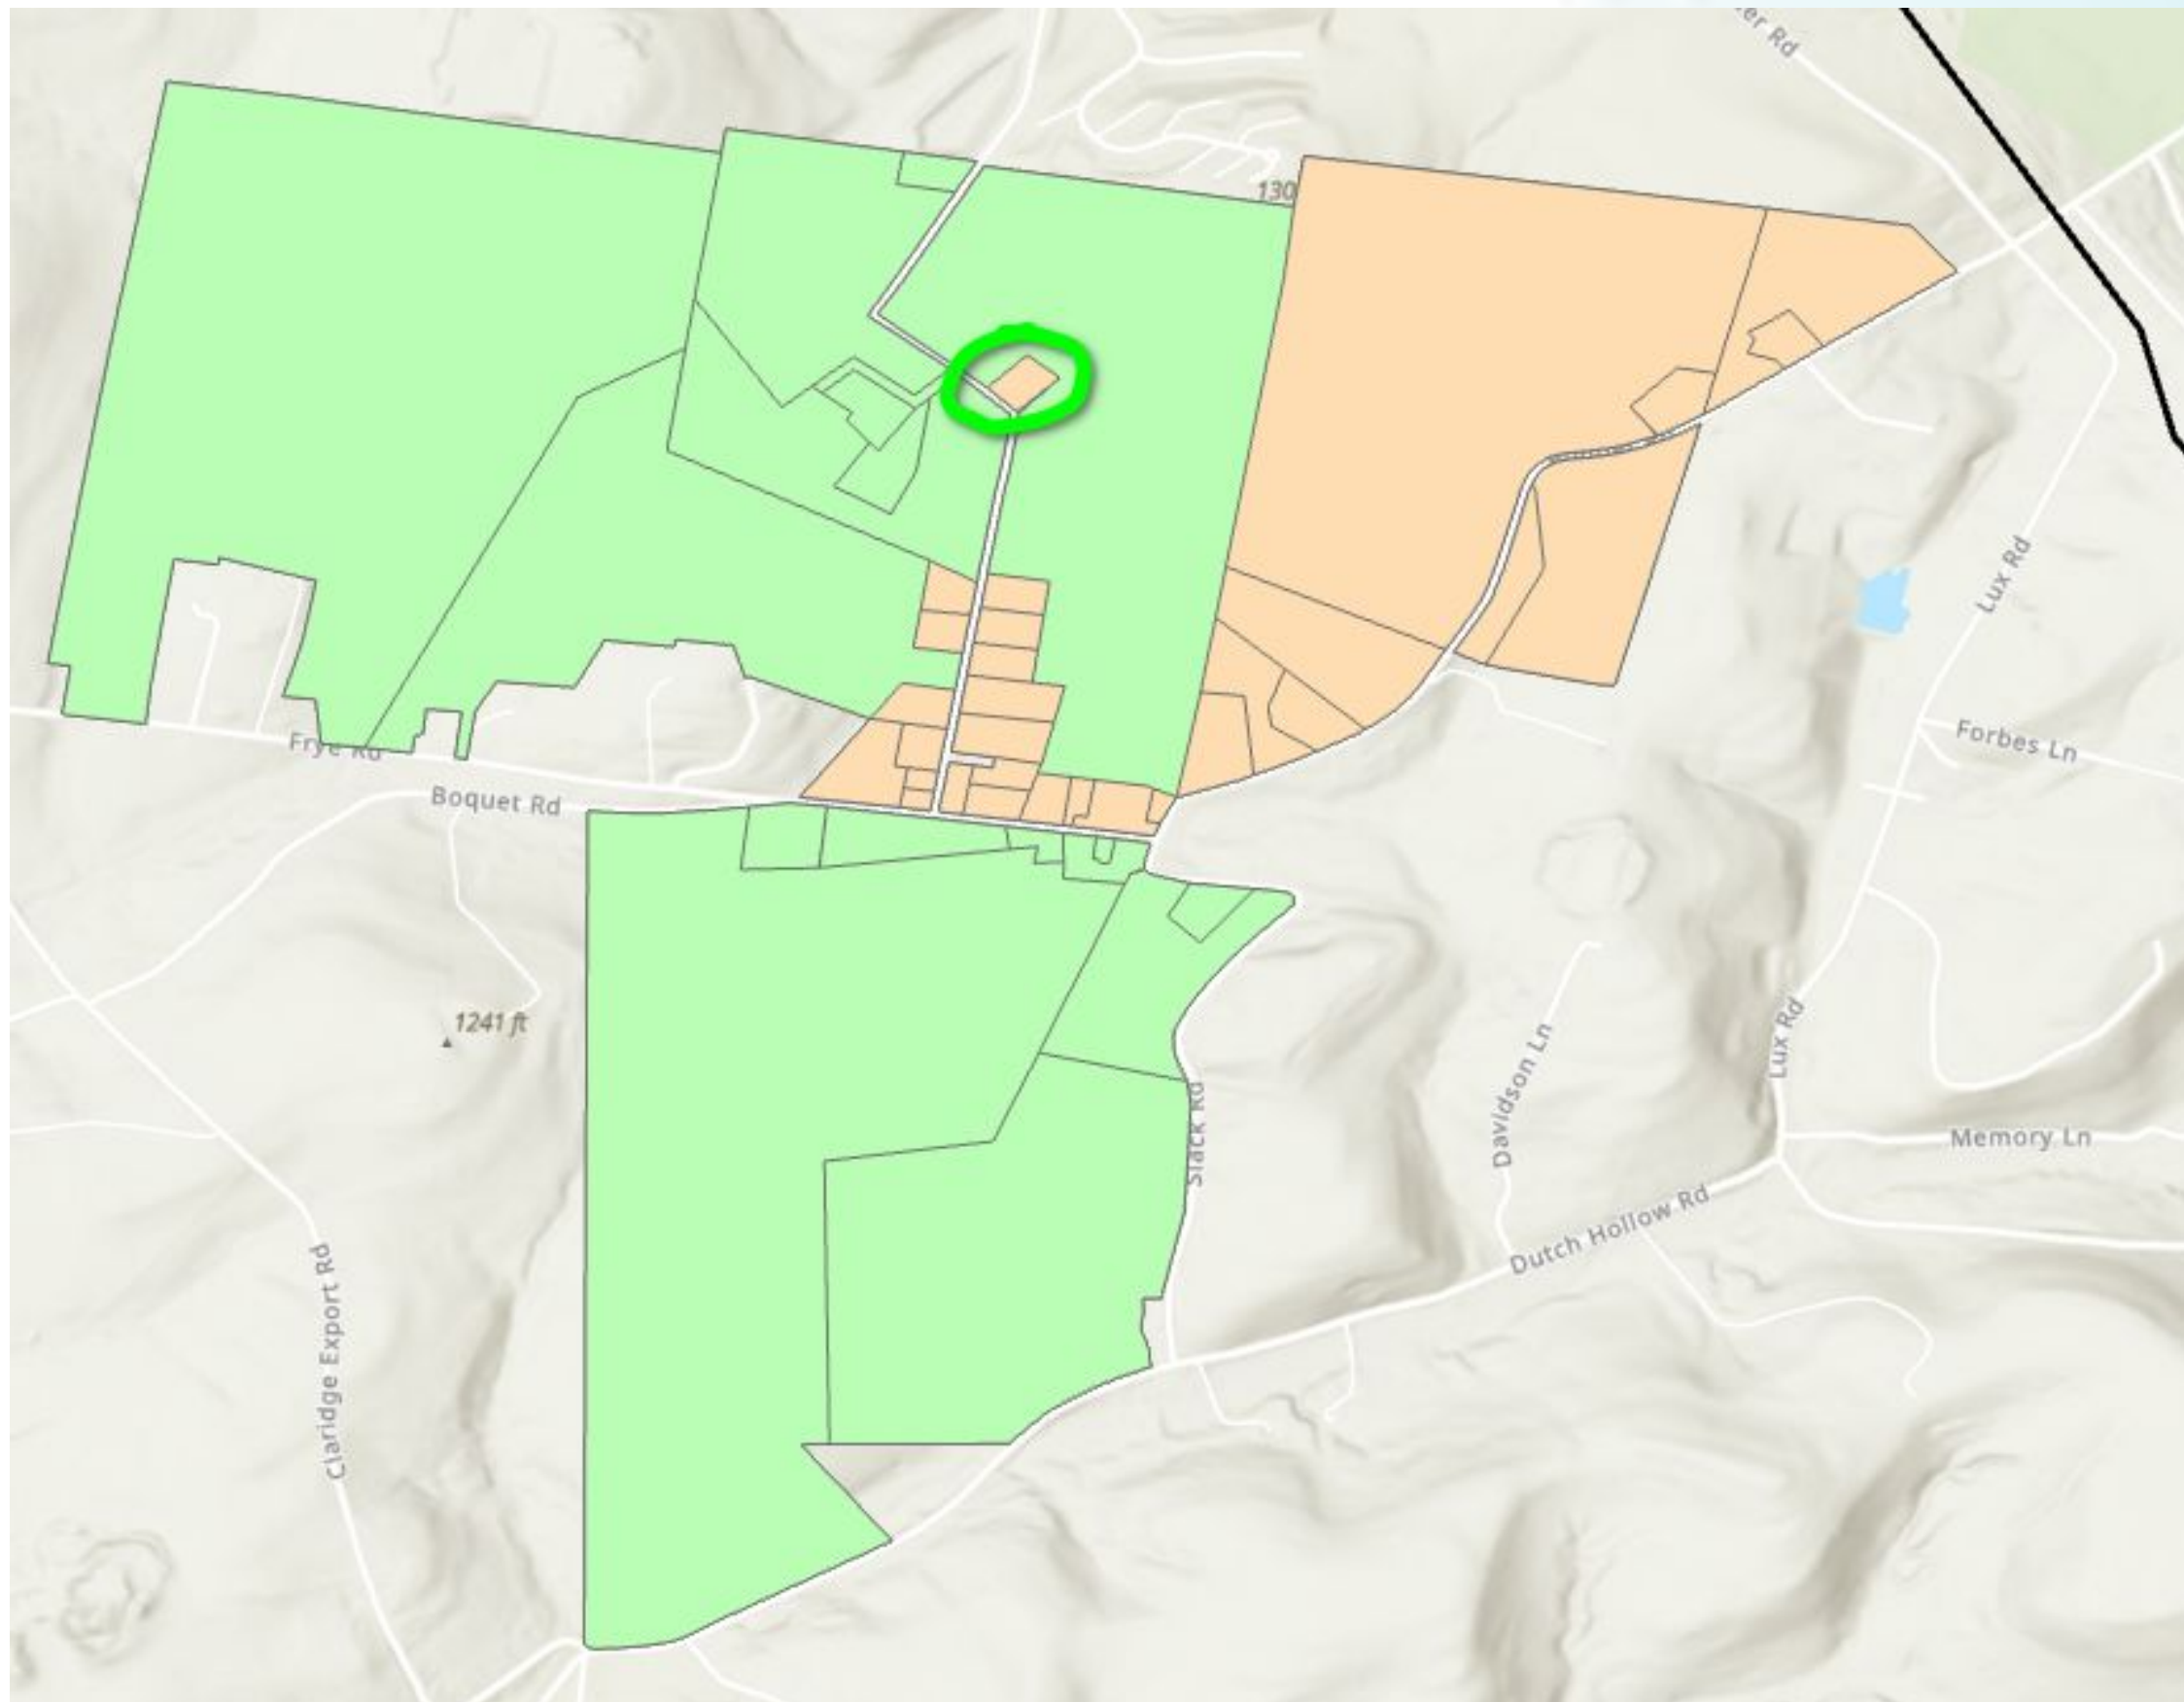 130
Lux Rd
Forbes Ln
Frye Rd
Boquet Rd
1241 ft
Lux Rd
Davidson Ln
Slack Rd
Memory Ln
Dutch Hollow Rd
Claridge Export Rd